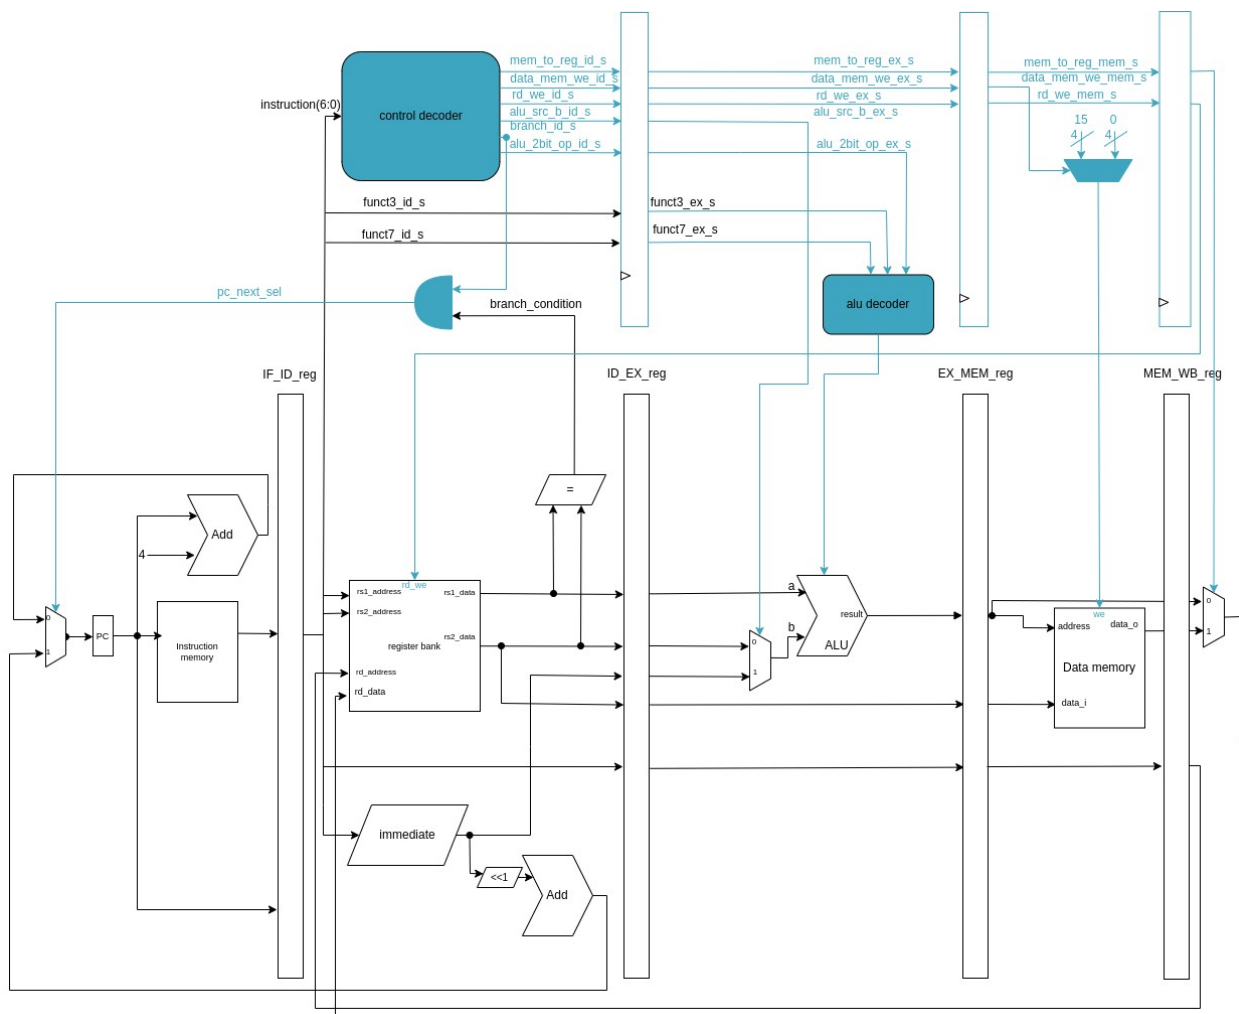 mem_to_reg_id_s
data_mem_we_id_s
rd_we_id_s
alu_src_b_id_s
branch_id_s
alu_2bit_op_id_s
instruction(6:0)
control decoder
mem_to_reg_ex_s
data_mem_we_ex_s
rd_we_ex_s
alu_src_b_ex_s
alu_2bit_op_ex_s
mem_to_reg_mem_s
data_mem_we_mem_s
rd_we_mem_s
15
0
4
4
funct3_id_s
funct7_id_s
funct3_ex_s
funct7_ex_s
pc_next_sel
branch_condition
alu decoder
IF_ID_reg
ID_EX_reg
EX_MEM_reg
MEM_WB_reg
=
Add
4
0
1
PC
Instruction
memory
rd_we
rs1_address
rs2_address
rs1_data
rs2_data
register bank
rd_address
rd_data
a
b
0
1
result
ALU
we
address
data_o
Data memory
data_i
0
1
immediate
<<1
Add